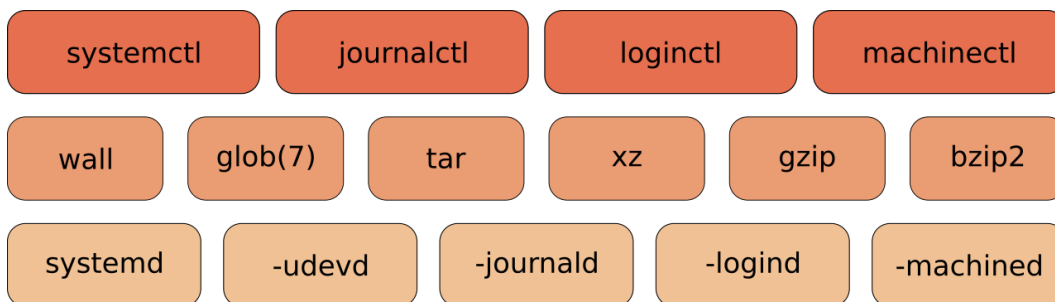 systemctl journalctl loginctl machinectl
wall glob(7) tar xz gzip bzip2
systemd -udevd -journald -logind -machined